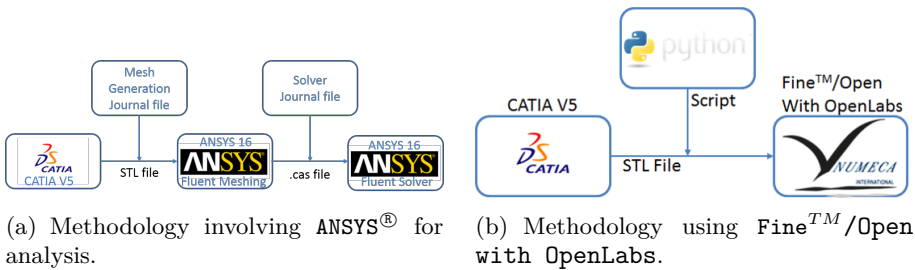 Mesh
Generation
Journal file
Solver
Journal file
CATIA
CATIA V5
STL file
ANSYS 16
ANSYS®
Fluent Meshing
.cas file
ANSYS 16
ANSYS®
Fluent Solver
(a) Methodology involving ANSYS® for
analysis.
python
Script
CATIA V5
CATIA
STL File
Fine™/Open
With OpenLabs
NUMECA
INTERNATIONAL
(b) Methodology using Fine™/Open
with OpenLabs.